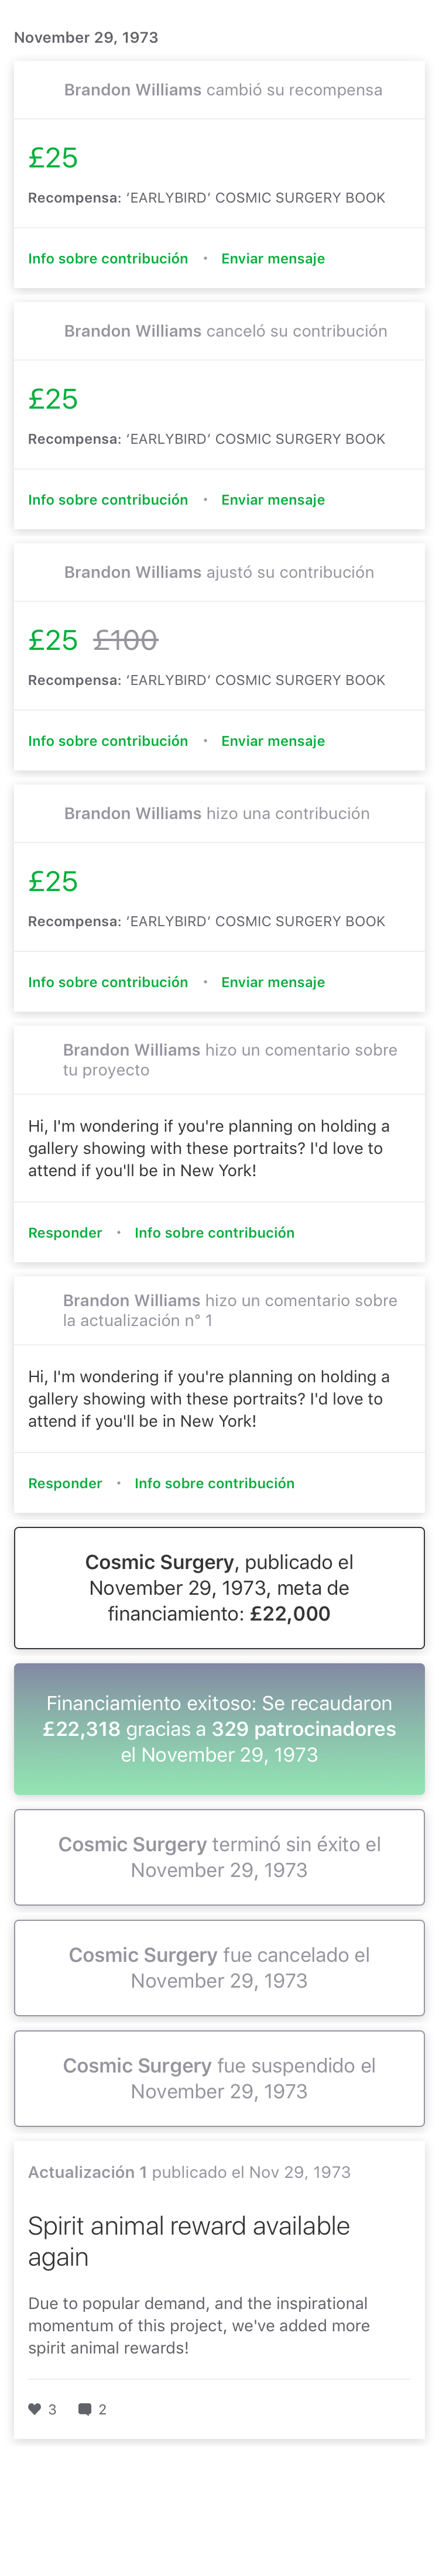 November 29, 1973
Brandon Williams cambió su recompensa
£25
Recompensa: ‘EARLYBIRD’ COSMIC SURGERY BOOK
Info sobre contribución • Enviar mensaje
Brandon Williams canceló su contribución
£25
Recompensa: ‘EARLYBIRD’ COSMIC SURGERY BOOK
Info sobre contribución • Enviar mensaje
Brandon Williams ajustó su contribución
£25 £100
Recompensa: ‘EARLYBIRD’ COSMIC SURGERY BOOK
Info sobre contribución • Enviar mensaje
Brandon Williams hizo una contribución
£25
Recompensa: ‘EARLYBIRD’ COSMIC SURGERY BOOK
Info sobre contribución • Enviar mensaje
Brandon Williams hizo un comentario sobre
tu proyecto
Hi, I'm wondering if you're planning on holding a
gallery showing with these portraits? I'd love to
attend if you'll be in New York!
Responder • Info sobre contribución
Brandon Williams hizo un comentario sobre
la actualización n° 1
Hi, I'm wondering if you're planning on holding a
gallery showing with these portraits? I'd love to
attend if you'll be in New York!
Responder • Info sobre contribución
Cosmic Surgery, publicado el
November 29, 1973, meta de
financiamiento: £22,000
Financiamiento exitoso: Se recaudaron
£22,318 gracias a 329 patrocinadores
el November 29, 1973
Cosmic Surgery terminó sin éxito el
November 29, 1973
Cosmic Surgery fue cancelado el
November 29, 1973
Cosmic Surgery fue suspendido el
November 29, 1973
Actualización 1 publicado el Nov 29, 1973
Spirit animal reward available
again
Due to popular demand, and the inspirational
momentum of this project, we've added more
spirit animal rewards!
3 2